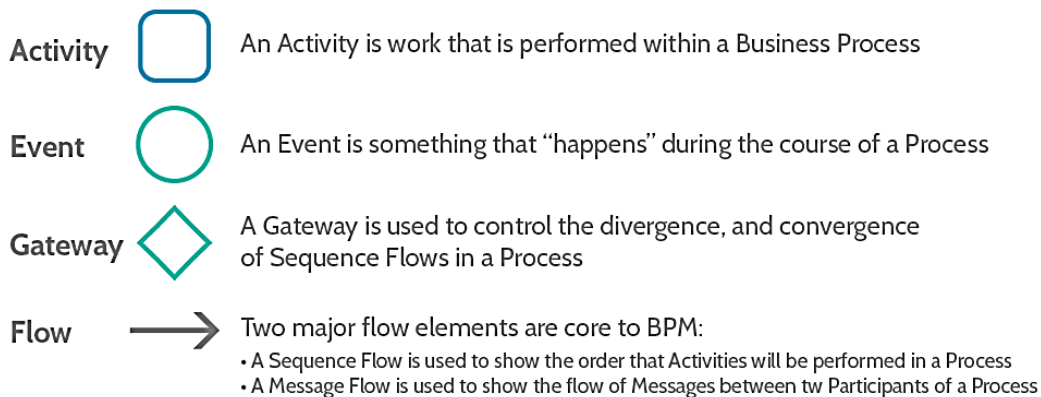 Activity An Activity is work that is performed within a Business Process
Event An Event is something that “happens” during the course of a Process
Gateway A Gateway is used to control the divergence, and convergence
of Sequence Flows in a Process
Flow Two major flow elements are core to BPM:
• A Sequence Flow is used to show the order that Activities will be performed in a Process
• A Message Flow is used to show the flow of Messages between tw Participants of a Process